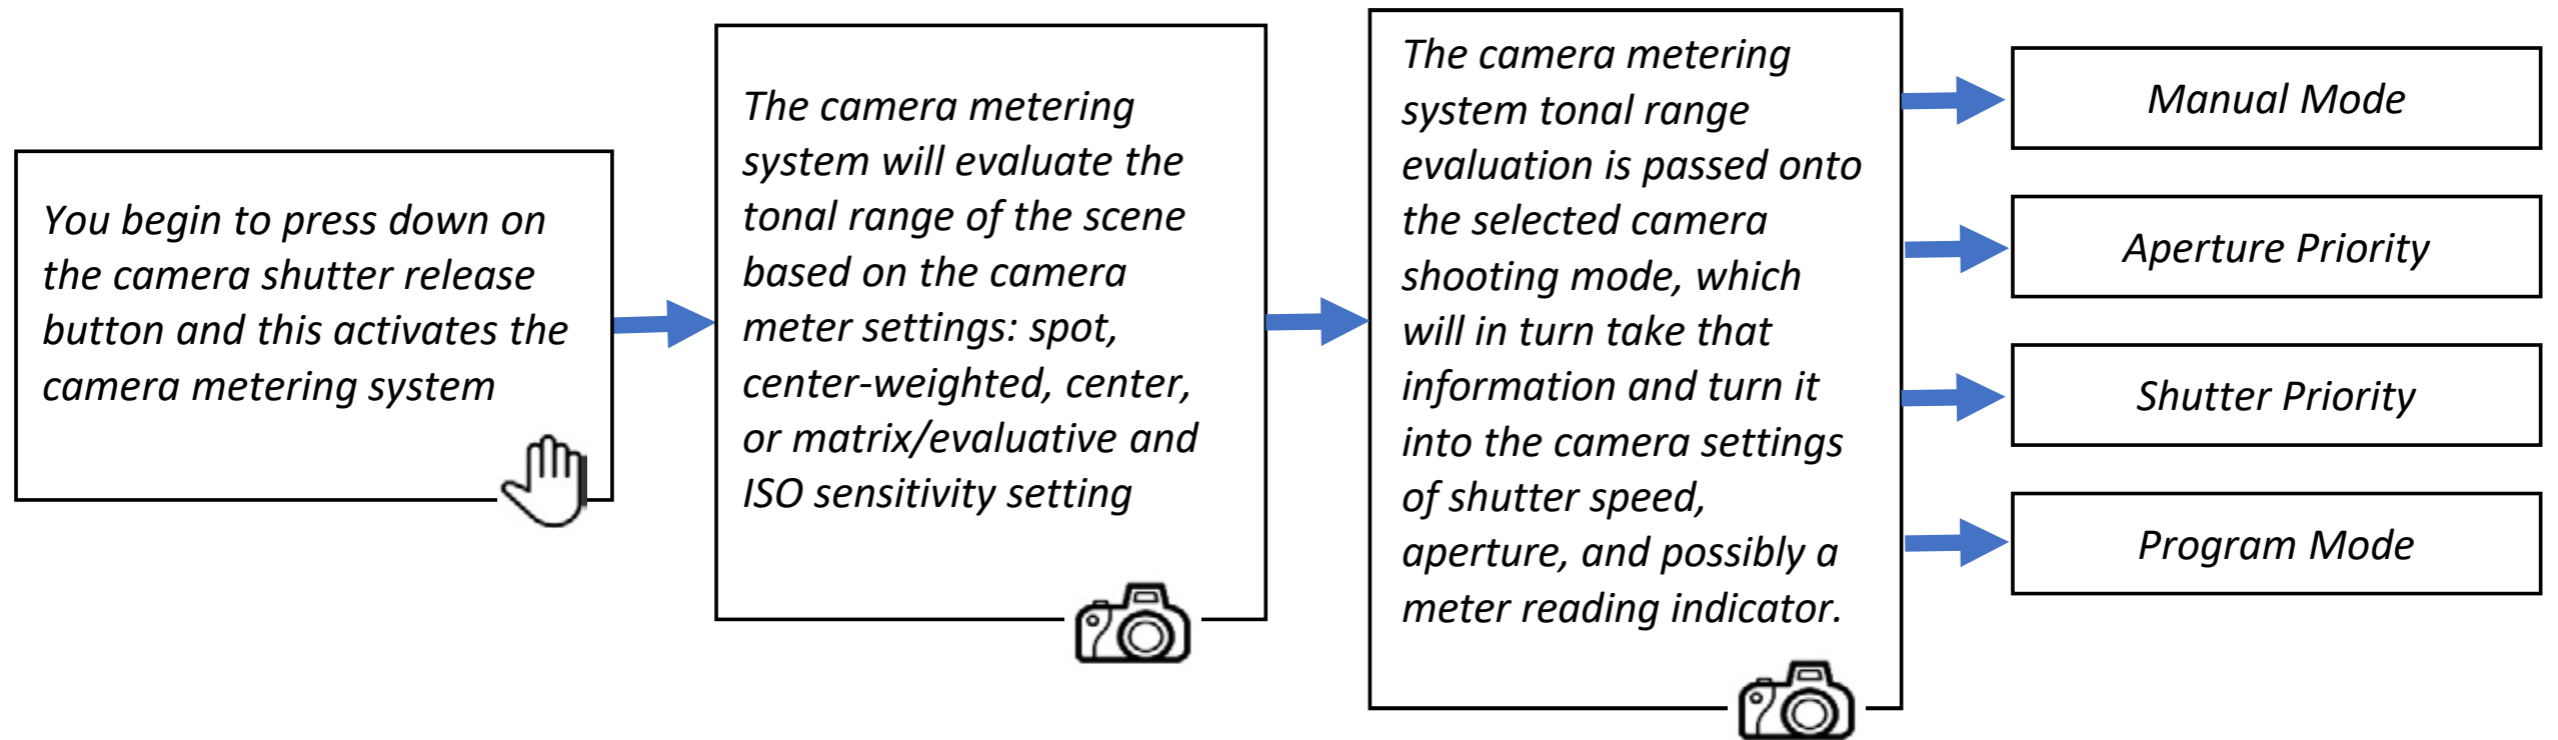 You begin to press down on
the camera shutter release
button and this activates the
camera metering system
The camera metering
system will evaluate the
tonal range of the scene
based on the camera
meter settings: spot,
center-weighted, center,
or matrix/evaluative and
ISO sensitivity setting
The camera metering
system tonal range
evaluation is passed onto
the selected camera
shooting mode, which
will in turn take that
information and turn it
into the camera settings
of shutter speed,
aperture, and possibly a
meter reading indicator.
Manual Mode
Aperture Priority
Shutter Priority
Program Mode